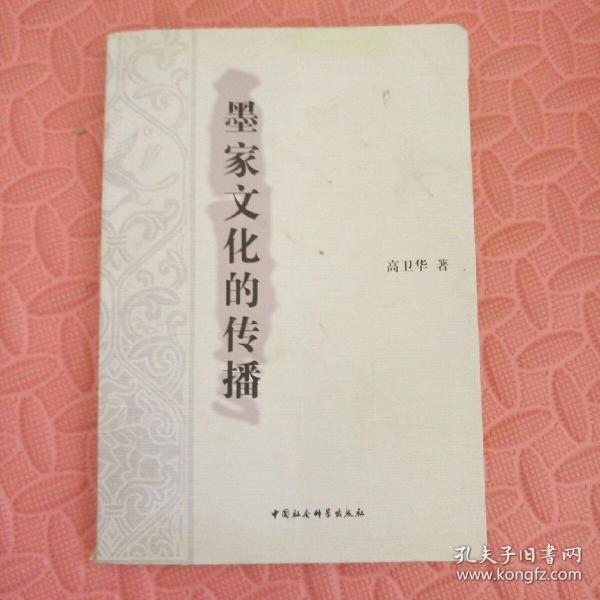 墨家文化的传播
高卫华 著
中国社会科学出版社
孔夫子旧书网
www.kongfz.com